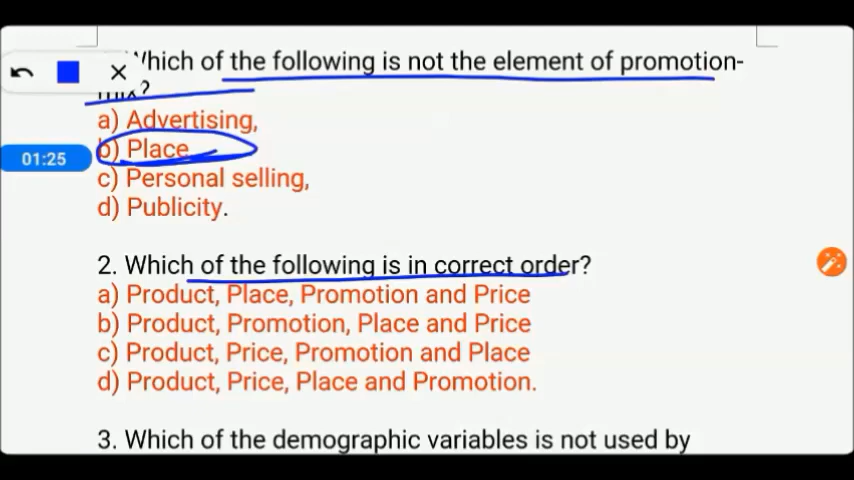 Which of the following is not the element of promotion-
mix?
a) Advertising,
b) Place
c) Personal selling,
01:25
d) Publicity.
2. Which of the following is in correct order?
a) Product, Place, Promotion and Price
b) Product, Promotion, Place and Price
c) Product, Price, Promotion and Place
d) Product, Price, Place and Promotion.
3. Which of the demographic variables is not used by